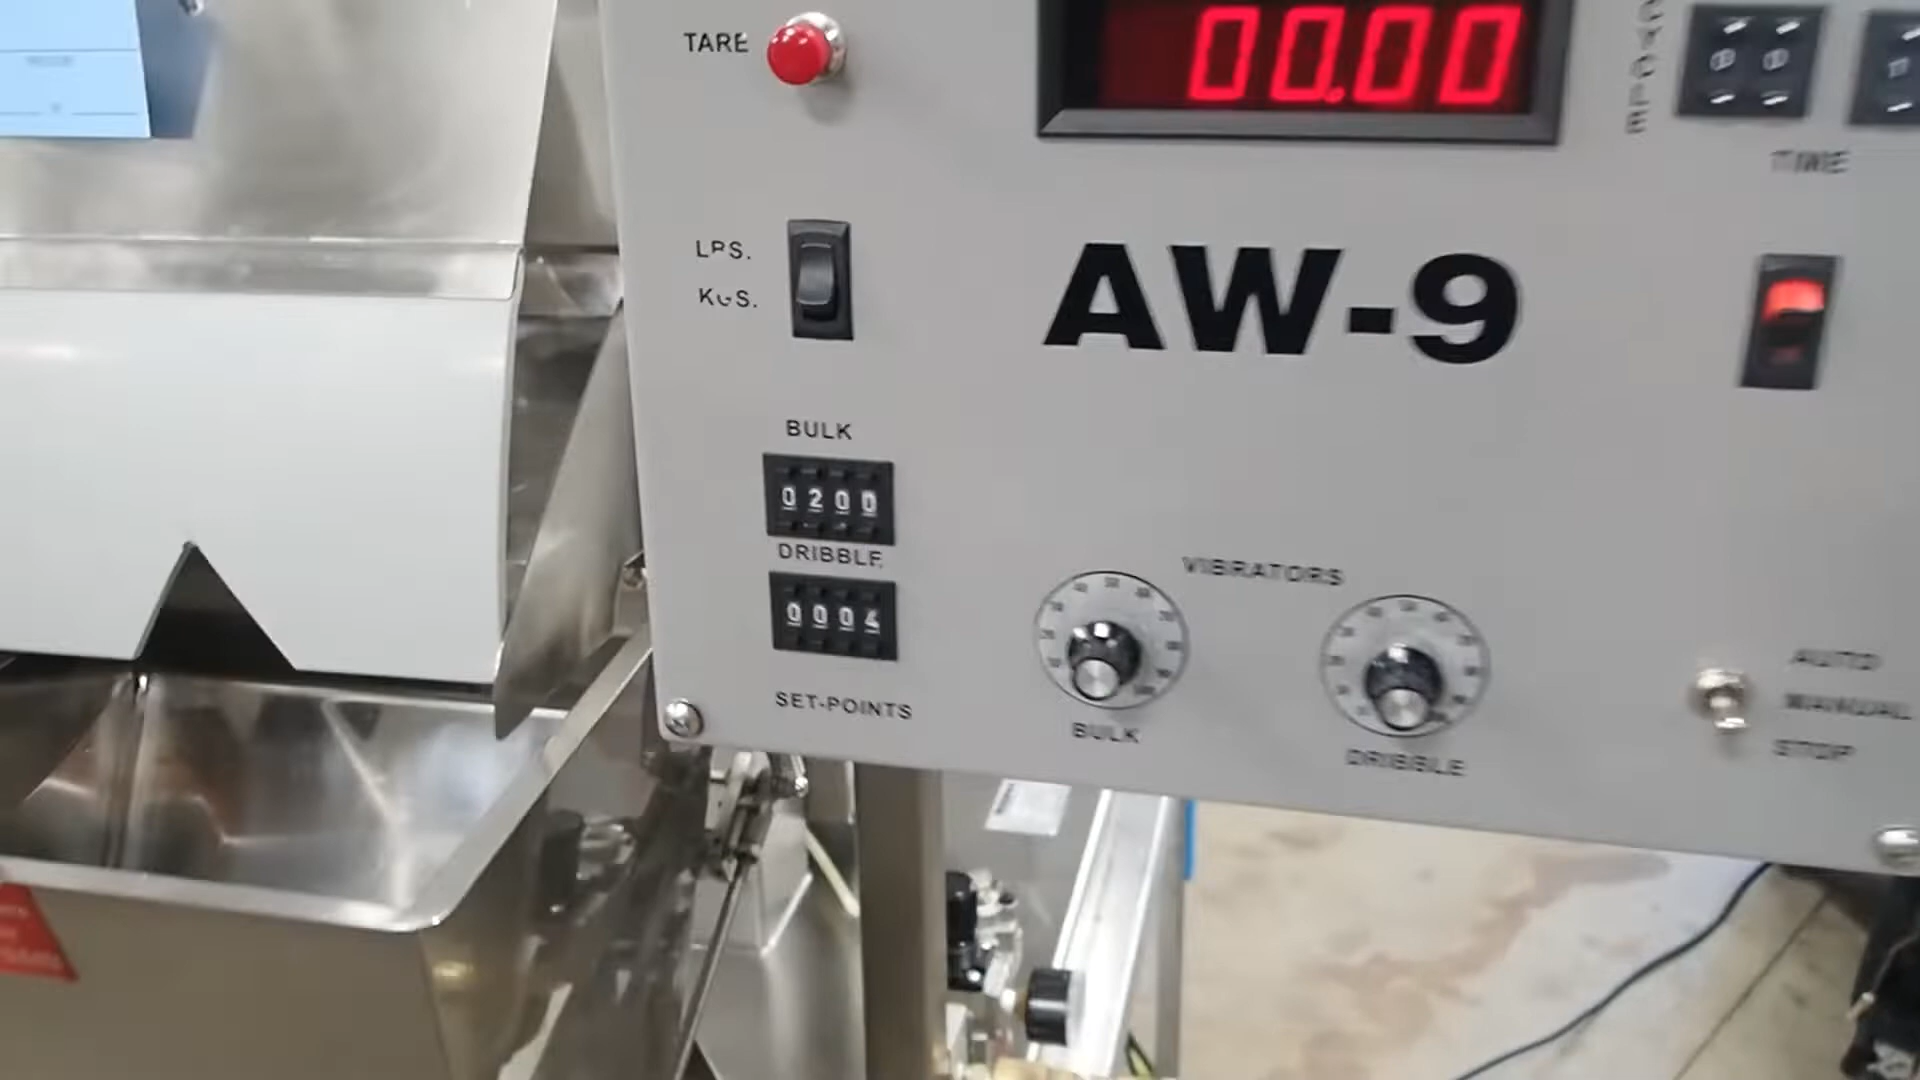 TARE
00.00
TIME
LBS.
KGS.
AW-9
BULK
0200
DRIBBLE
0004
SET-POINTS
VIBRATORS
BULK
DRIBBLE
AUTO
MANUAL
STOP